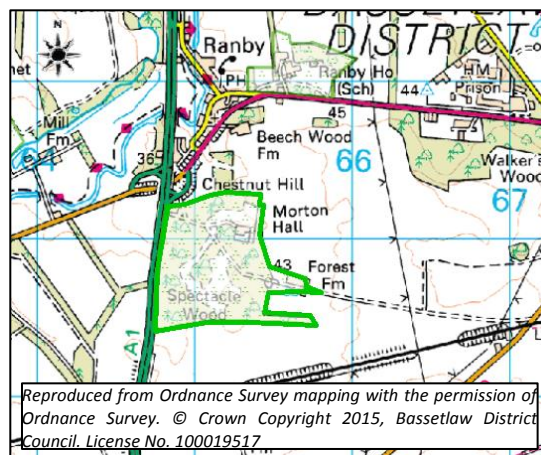 BASSETLAW
DISTRICT
N
Ranby
PH
Ranby Ho
(Sch)
44
HM
Prison
45
Mill
Fm
Beech Wood
Fm
66
Walker's
Wood
67
36
Chestnut Hill
Morton
Hall
43
Forest
Fm
Spectacle
Wood
A1
Reproduced from Ordnance Survey mapping with the permission of
Ordnance Survey. © Crown Copyright 2015, Bassetlaw District
Council. License No. 100019517